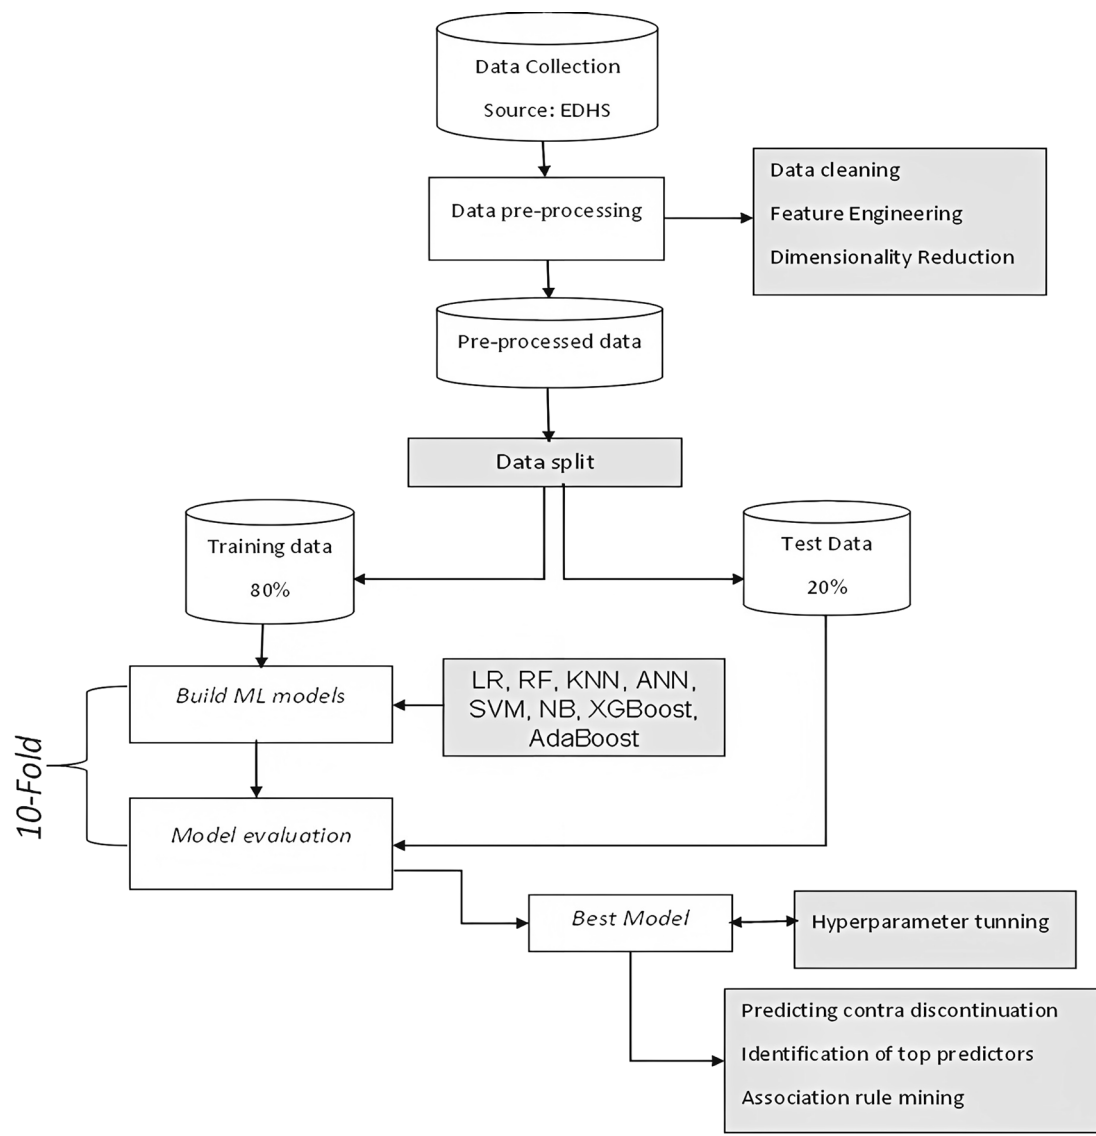 Data Collection
Source: EDHS
Data pre-processing
Data cleaning
Feature Engineering
Dimensionality Reduction
Pre-processed data
Data split
Training data
80%
Test Data
20%
Build ML models
LR, RF, KNN, ANN,
SVM, NB, XGBoost,
AdaBoost
10-Fold
Model evaluation
Best Model
Hyperparameter tunning
Predicting contra discontinuation
Identification of top predictors
Association rule mining